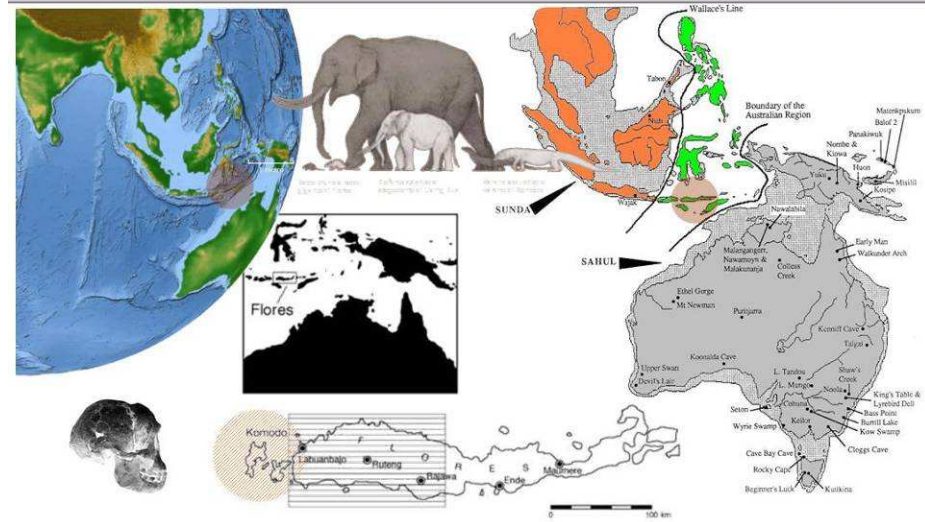 Wallace's Line
Tabon
Niah
Boundary of the
Australian Region
Matenkpukum
Balof 2
Panakiwuk
Nombe &
Kiowa
Huon
Yuku
Misilil
Kosipe
Wajak
SUNDA
Nawalabila
SAHUL
Malangangerr,
Nawamoyn &
Malakunanja
Colless
Creek
Early Man
Walkunder Arch
Flores
Ethel Gorge
Mt Newman
Puritjarra
Kenniff Cave
Talgai
Koonalda Cave
Upper Swan
Devil's Lair
L. Tandou
L. Mungo
Shaw's
Creek
Noola
King's Table &
Lyrebird Dell
Cohuna
Seton
Bass Point
Burrill Lake
Wyrie Swamp
Keilor
Kow Swamp
Cloggs Cave
Cave Bay Cave
Rocky Cape
Beginner's Luck
Kutikina
Komodo
Labuanbajo
F L O R E S
Ruteng
Bajawa
Ende
Maumere
100 km